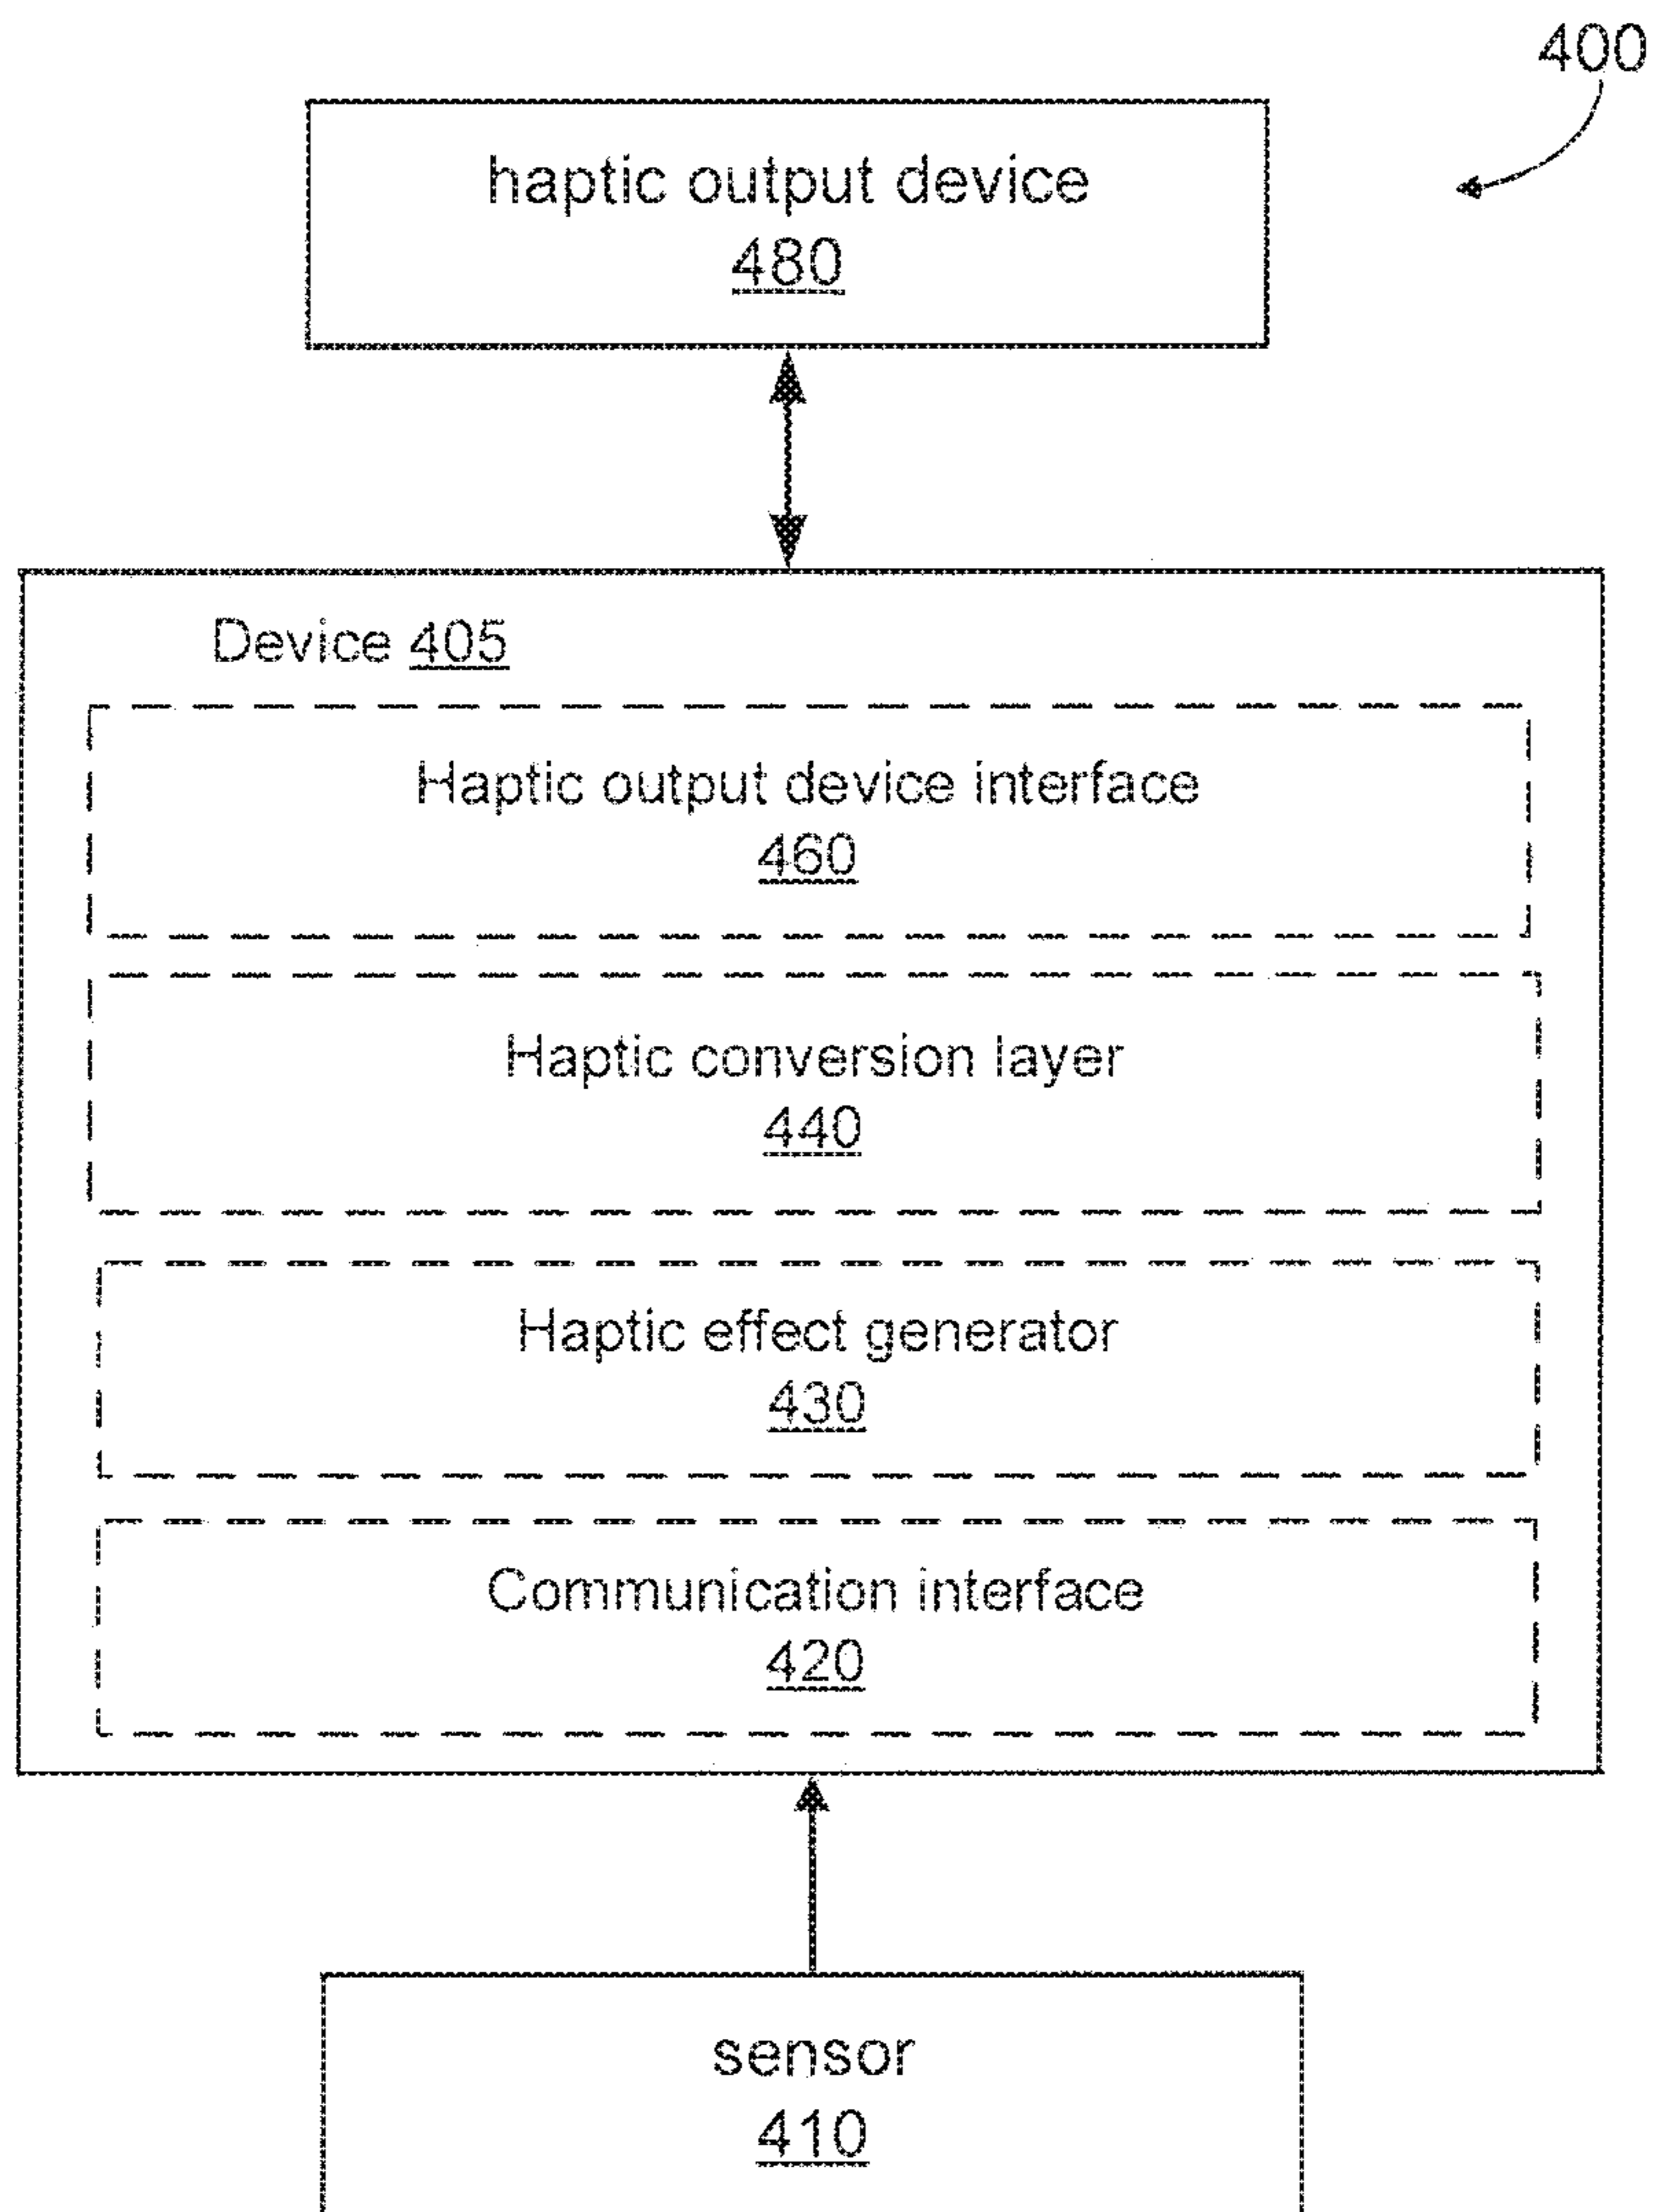 400
haptic output device
480
Device 405
Haptic output device interface
460
Haptic conversion layer
440
Haptic effect generator
430
Communication interface
420
sensor
410